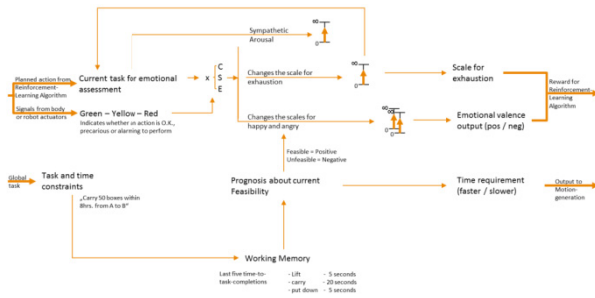 ∞
Sympathetic
Arousal
0
Planned action from
Reinforcement-
Learning Algorithm
Current task for emotional
assessment
x
C
S
E
Changes the scale for
exhaustion
∞
0
Scale for
exhaustion
Reward for
Reinforcement-
Learning
Algorithm
Signals from body
or robot actuators
Green – Yellow – Red
Indicates whether an action is O.K.,
precarious or alarming to perform
Changes the scales for
happy and angry
∞
0
Emotional valence
output (pos / neg)
Feasible = Positive
Unfeasible = Negative
Global
task
Task and time
constraints
„Carry 50 boxes within
8hrs. from A to B“
Prognosis about current
Feasibility
Time requirement
(faster / slower)
Output to
Motion-
generation
Working Memory
Last five time-to-
task-completions
- Lift - 5 seconds
- carry - 20 seconds
- put down - 5 seconds